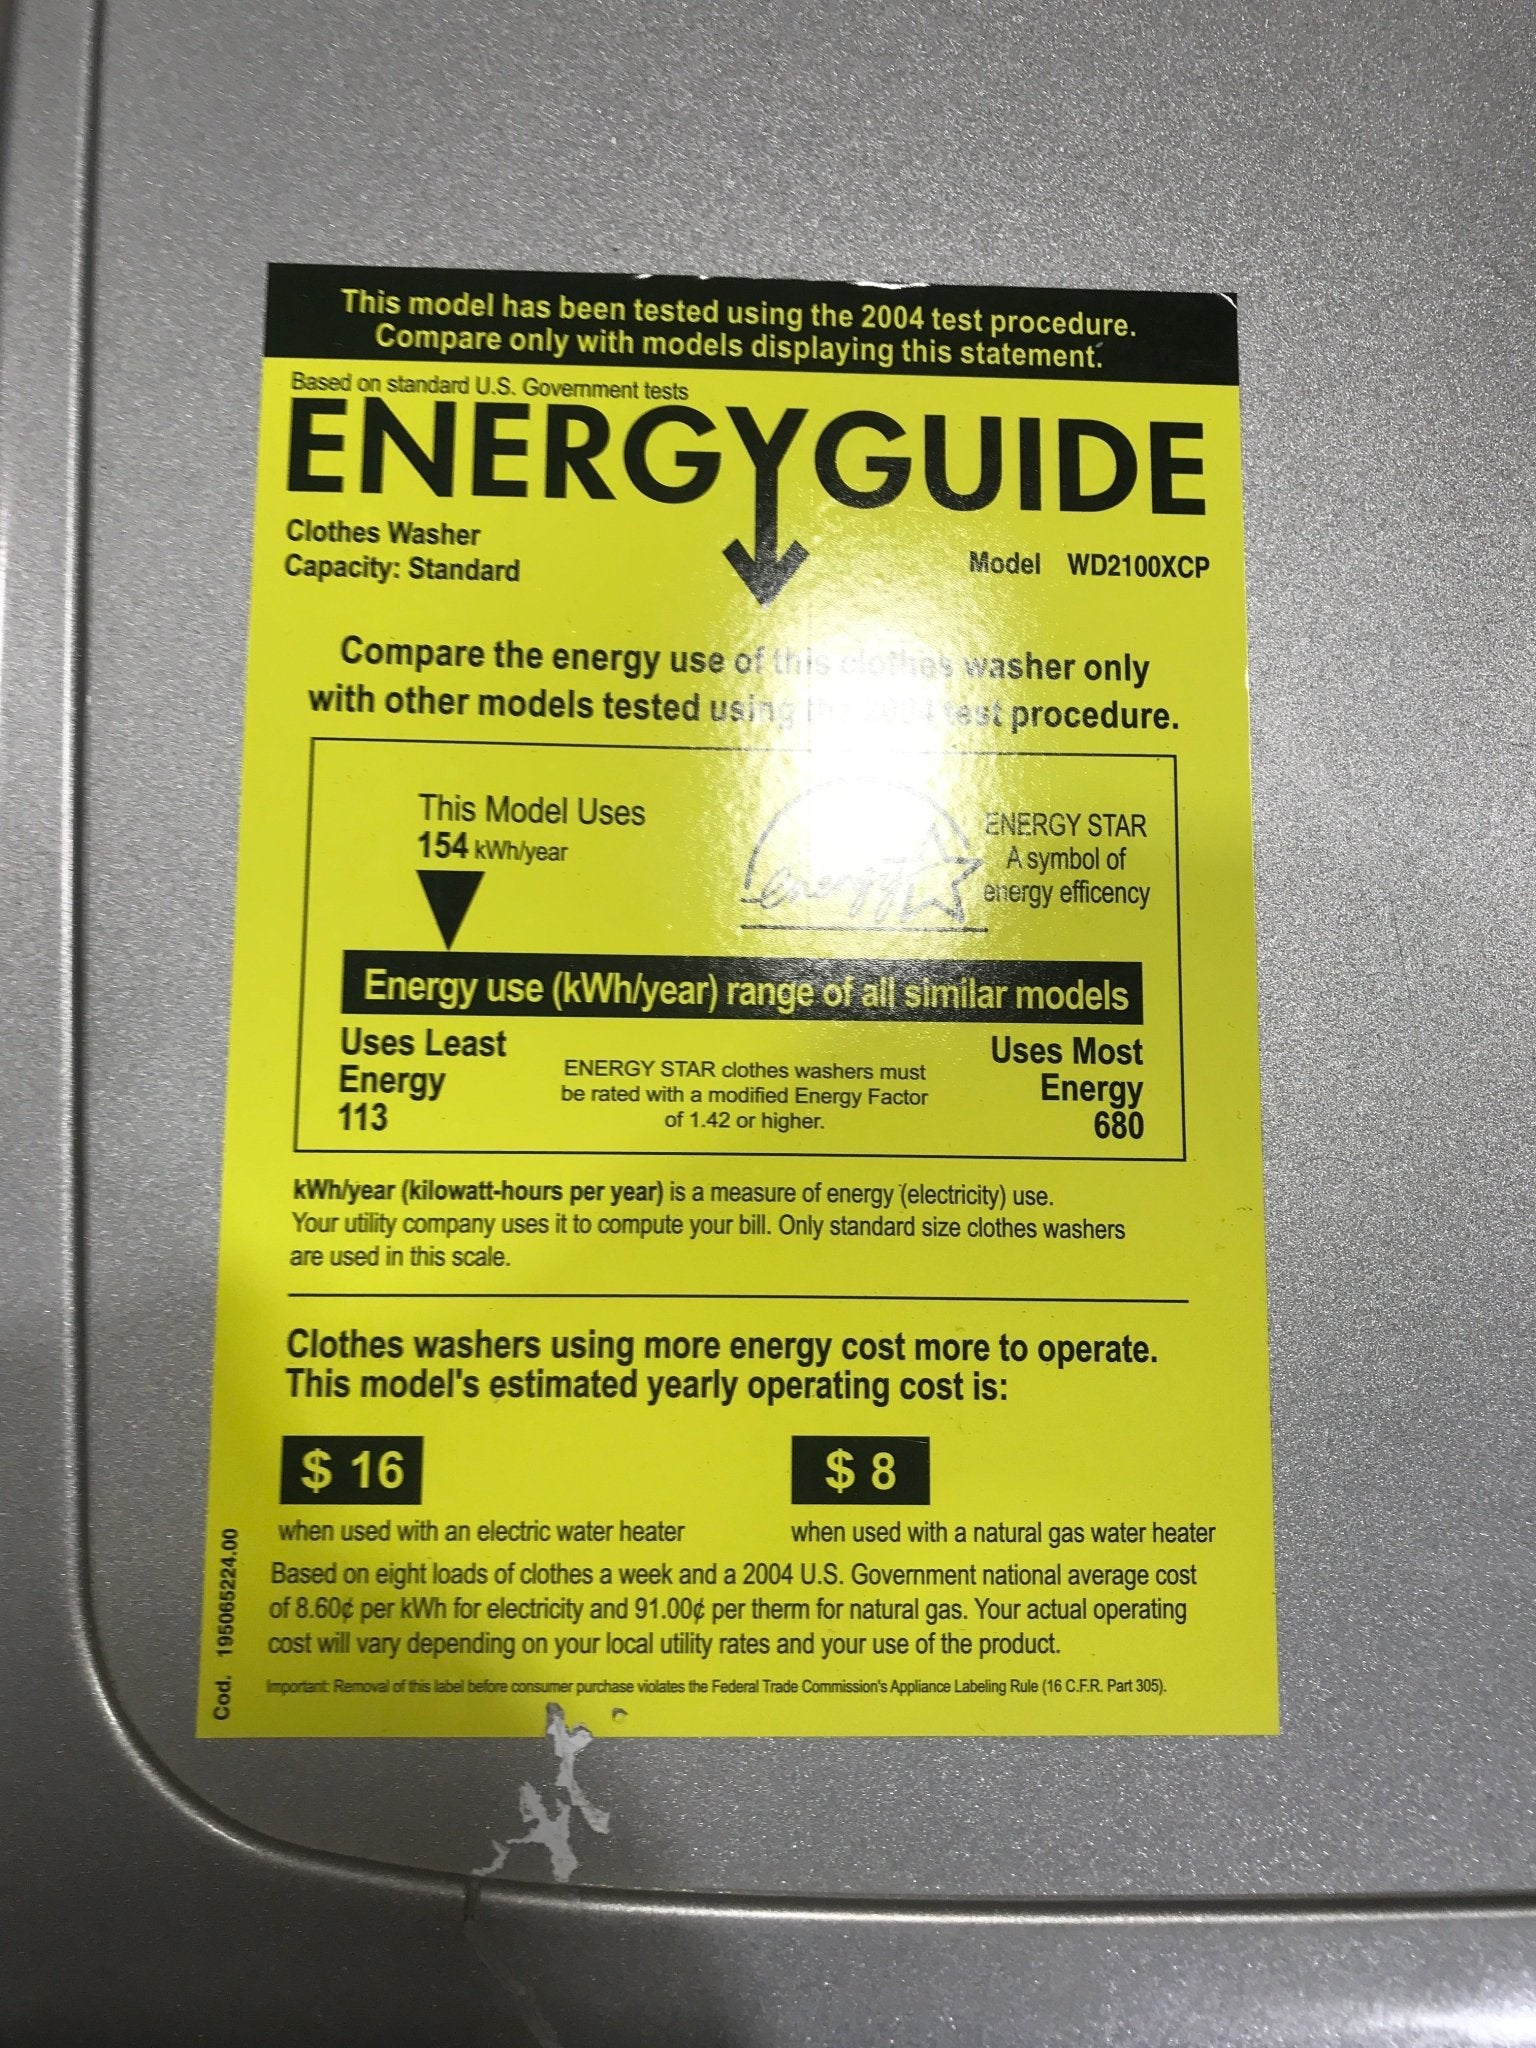 This model has been tested using the 2004 test procedure.
Compare only with models displaying this statement.
Based on standard U.S. Government tests
ENERGYGUIDE
Clothes Washer
Capacity: Standard
Model WD2100XCP
Compare the energy use of this clothes washer only
with other models tested using the 2004 test procedure.
This Model Uses
154 kWh/year
energy
ENERGY STAR
A symbol of
energy efficency
Energy use (kWh/year) range of all similar models
Uses Least
Energy
113
ENERGY STAR clothes washers must
be rated with a modified Energy Factor
of 1.42 or higher.
Uses Most
Energy
680
kWh/year (kilowatt-hours per year) is a measure of energy (electricity) use.
Your utility company uses it to compute your bill. Only standard size clothes washers
are used in this scale.
Clothes washers using more energy cost more to operate.
This model's estimated yearly operating cost is:
$ 16
when used with an electric water heater
$ 8
when used with a natural gas water heater
Based on eight loads of clothes a week and a 2004 U.S. Government national average cost
of 8.60¢ per kWh for electricity and 91.00¢ per therm for natural gas. Your actual operating
cost will vary depending on your local utility rates and your use of the product.
Important: Removal of this label before consumer purchase violates the Federal Trade Commission's Appliance Labeling Rule (16 C.F.R. Part 305).
Cod. 195065224.00